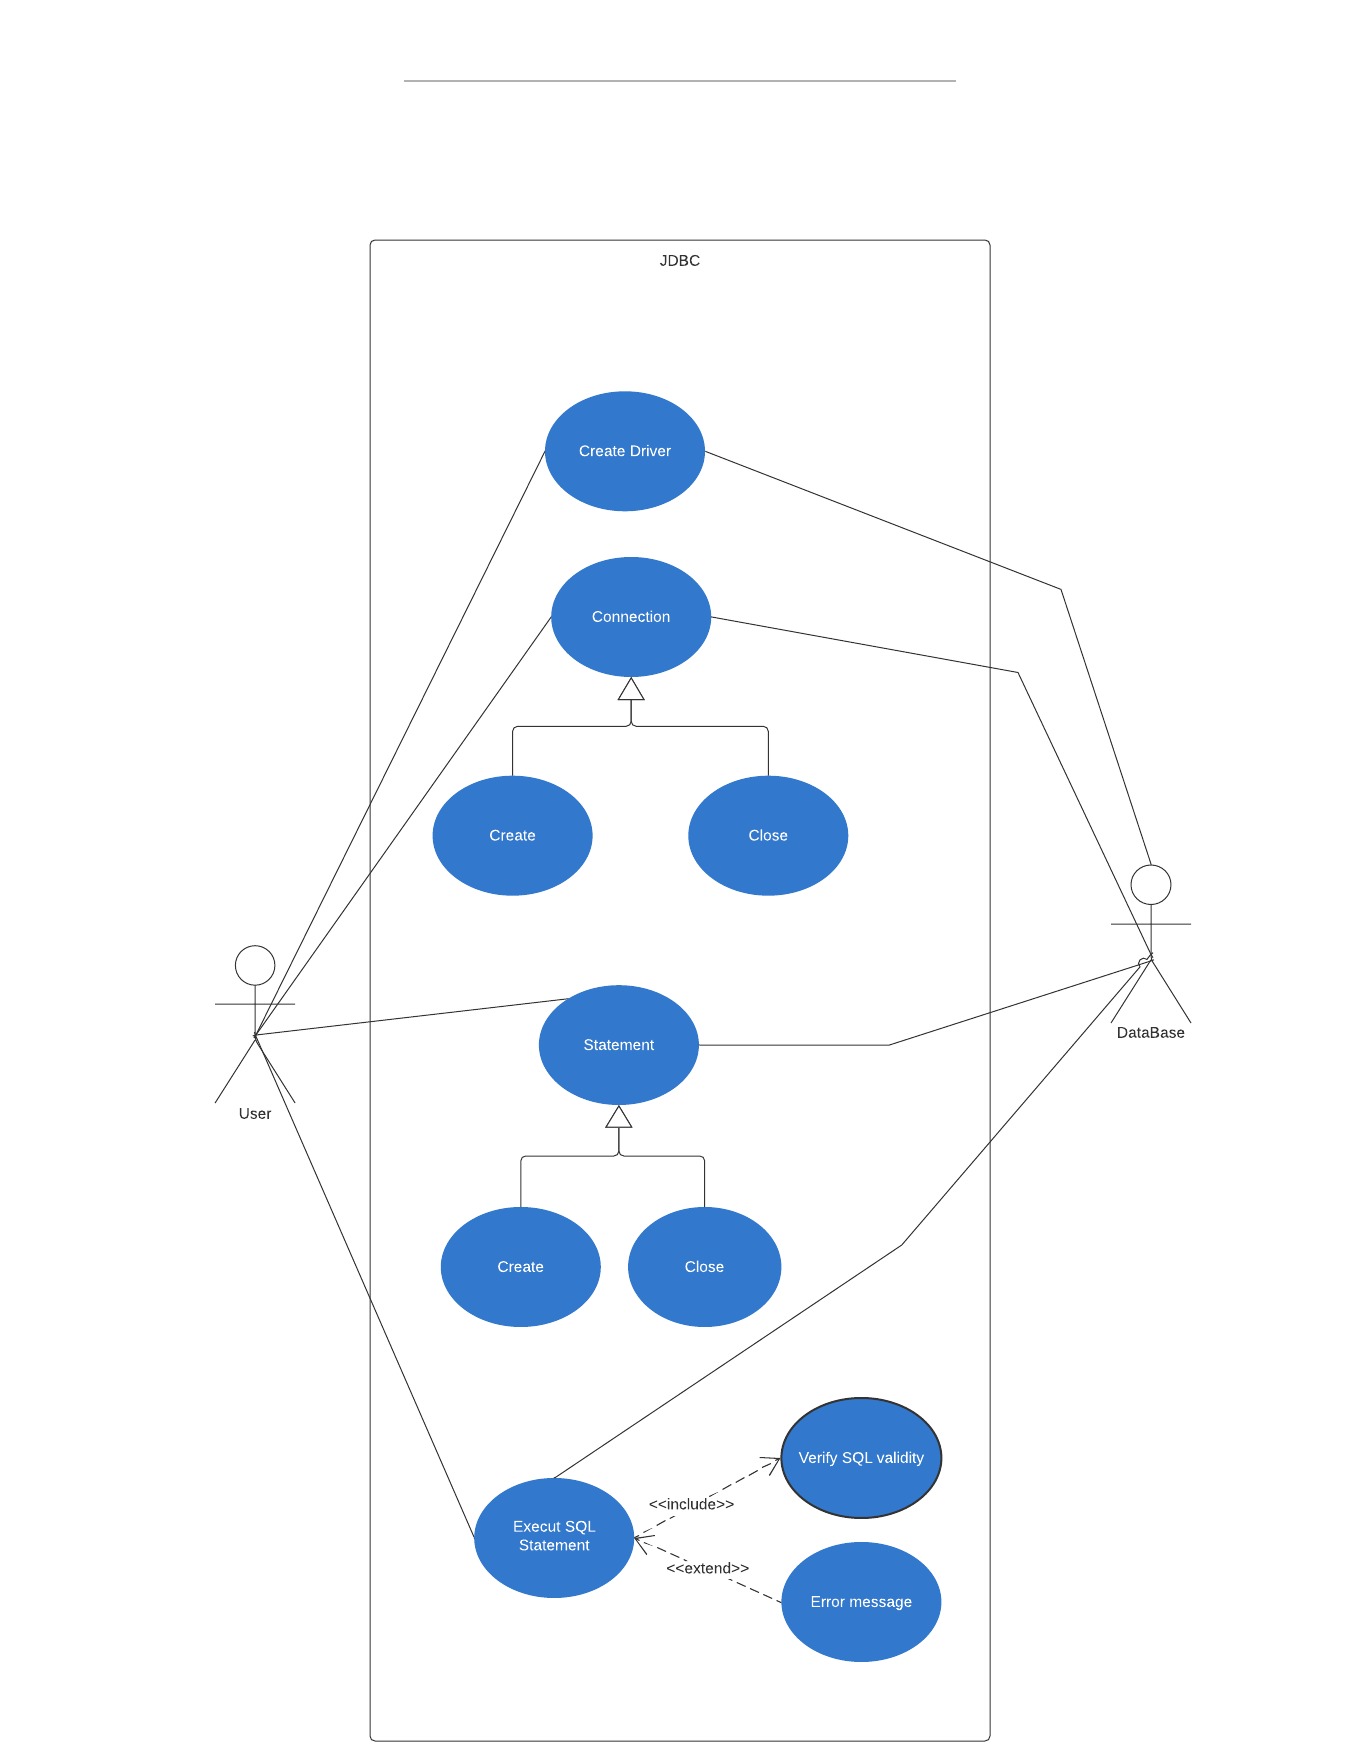 JDBC
Create Driver
Connection
Create
Close
User
DataBase
Statement
Create
Close
Verify SQL validity
<<include>>
Execut SQL
Statement
<<extend>>
Error message